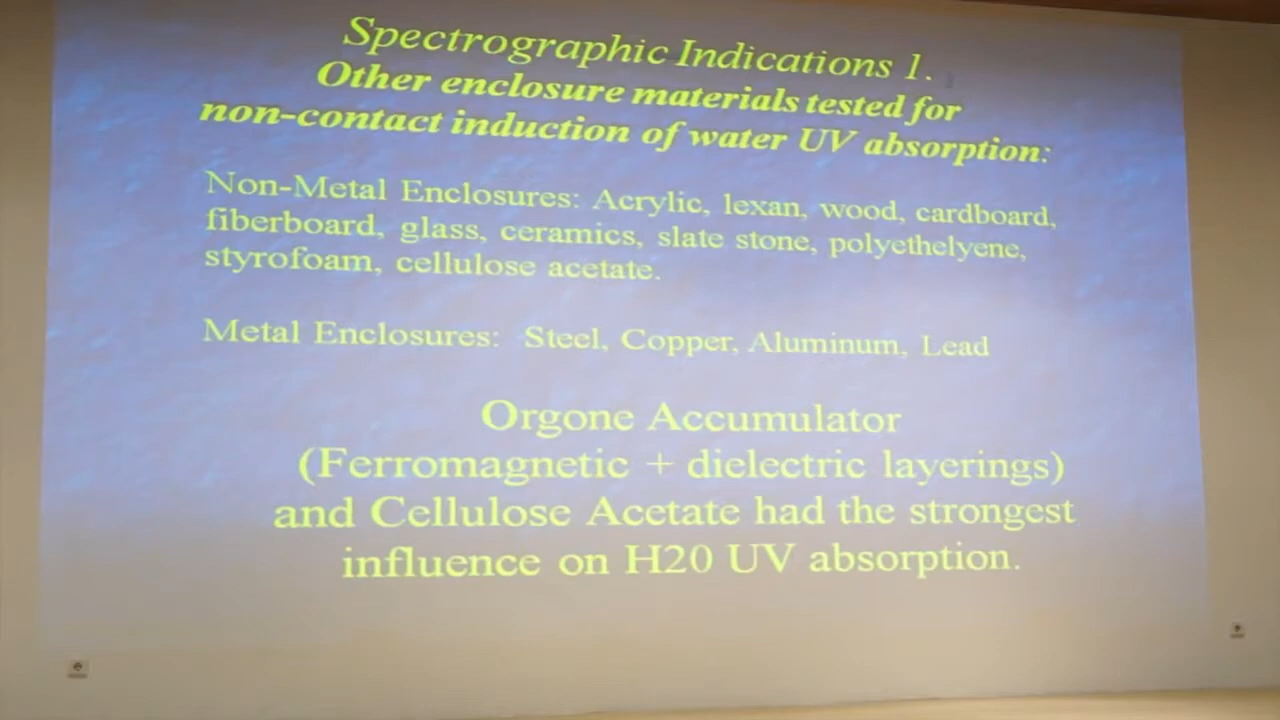 Spectrographic Indications 1.
Other enclosure materials tested for
non-contact induction of water UV absorption:
Non-Metal Enclosures: Acrylic, lexan, wood, cardboard,
fiberboard, glass, ceramics, slate stone, polyethelyene,
styrofoam, cellulose acetate.
Metal Enclosures: Steel, Copper, Aluminum, Lead
Orgone Accumulator
(Ferromagnetic + dielectric layerings)
and Cellulose Acetate had the strongest
influence on H20 UV absorption.